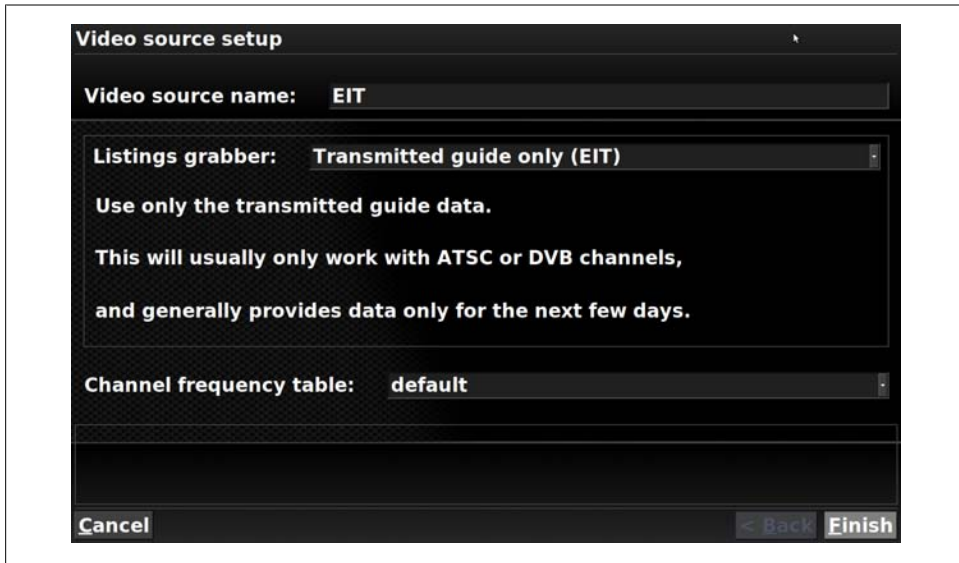 Video source setup
Video source name: EIT
Listings grabber: Transmitted guide only (EIT)
Use only the transmitted guide data.
This will usually only work with ATSC or DVB channels,
and generally provides data only for the next few days.
Channel frequency table: default
Cancel < Back Finish